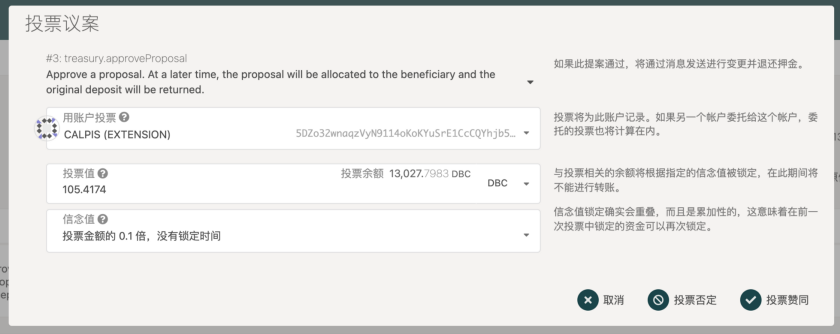 投票议案
#3: treasury.approveProposal
Approve a proposal. At a later time, the proposal will be allocated to the beneficiary and the
original deposit will be returned.
如果此提案通过，将通过消息发送进行变更并退还押金。
用账户投票
CALPIS (EXTENSION)
5DZo3ZwnaqzVyN9114oKoKYuSrE1CcCQYhjb5…
投票将为此账户记录。如果另一个帐户委托给这个帐户，委
托的投票也将计算在内。
投票值
投票余额 13,027.7983 DBC
105.4174
DBC
与投票相关的余额将根据指定的信念值被锁定，在此期间将
不能进行转账。
信念值
投票金额的 0.1 倍，没有锁定时间
信念值锁定确实会重叠，而且是累加性的，这意味着在前一
次投票中锁定的资金可以再次锁定。
取消
投票否定
投票赞同